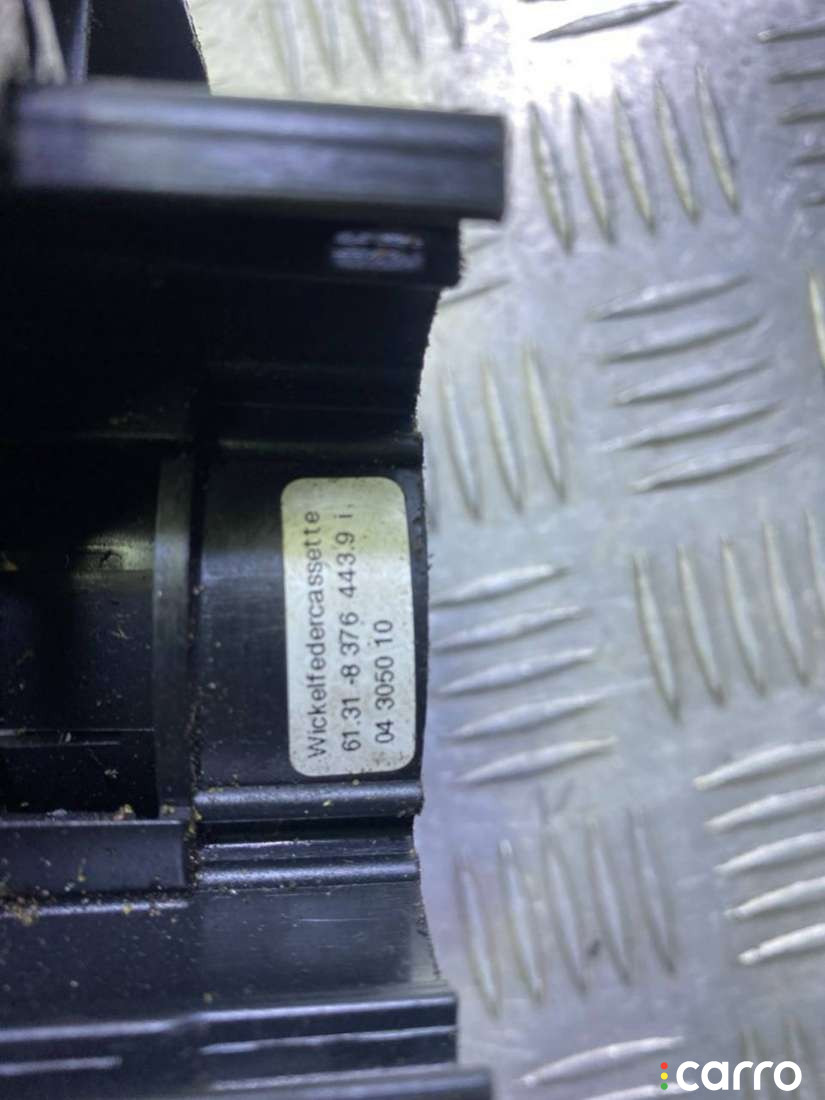 Wickelfedercassette
61.31-8 376 443.9 i,
04 3050 10
carro